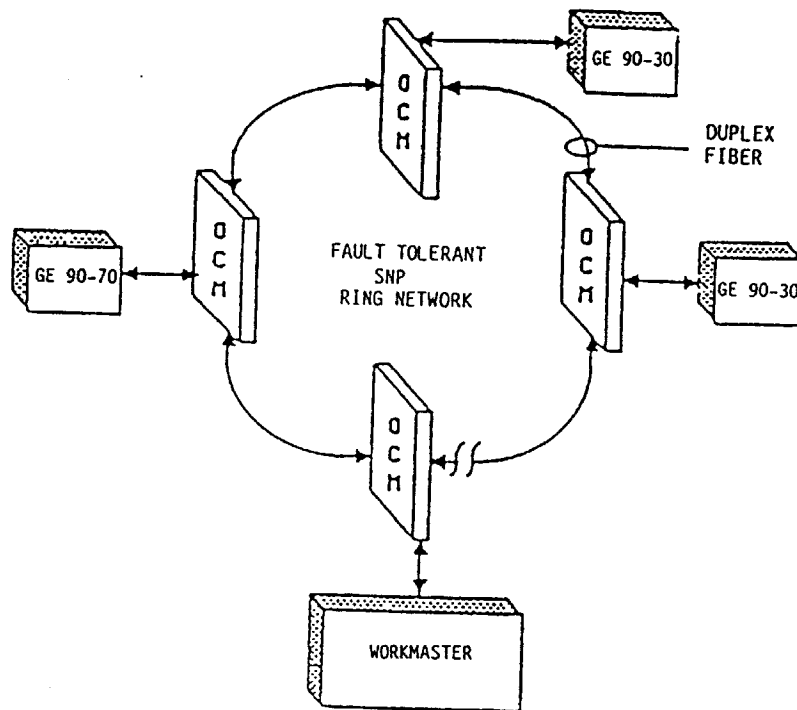 OCM
GE 90-30
DUPLEX
FIBER
OCM
GE 90-70
FAULT TOLERANT
SNP
RING NETWORK
OCM
GE 90-30
OCM
WORKMASTER